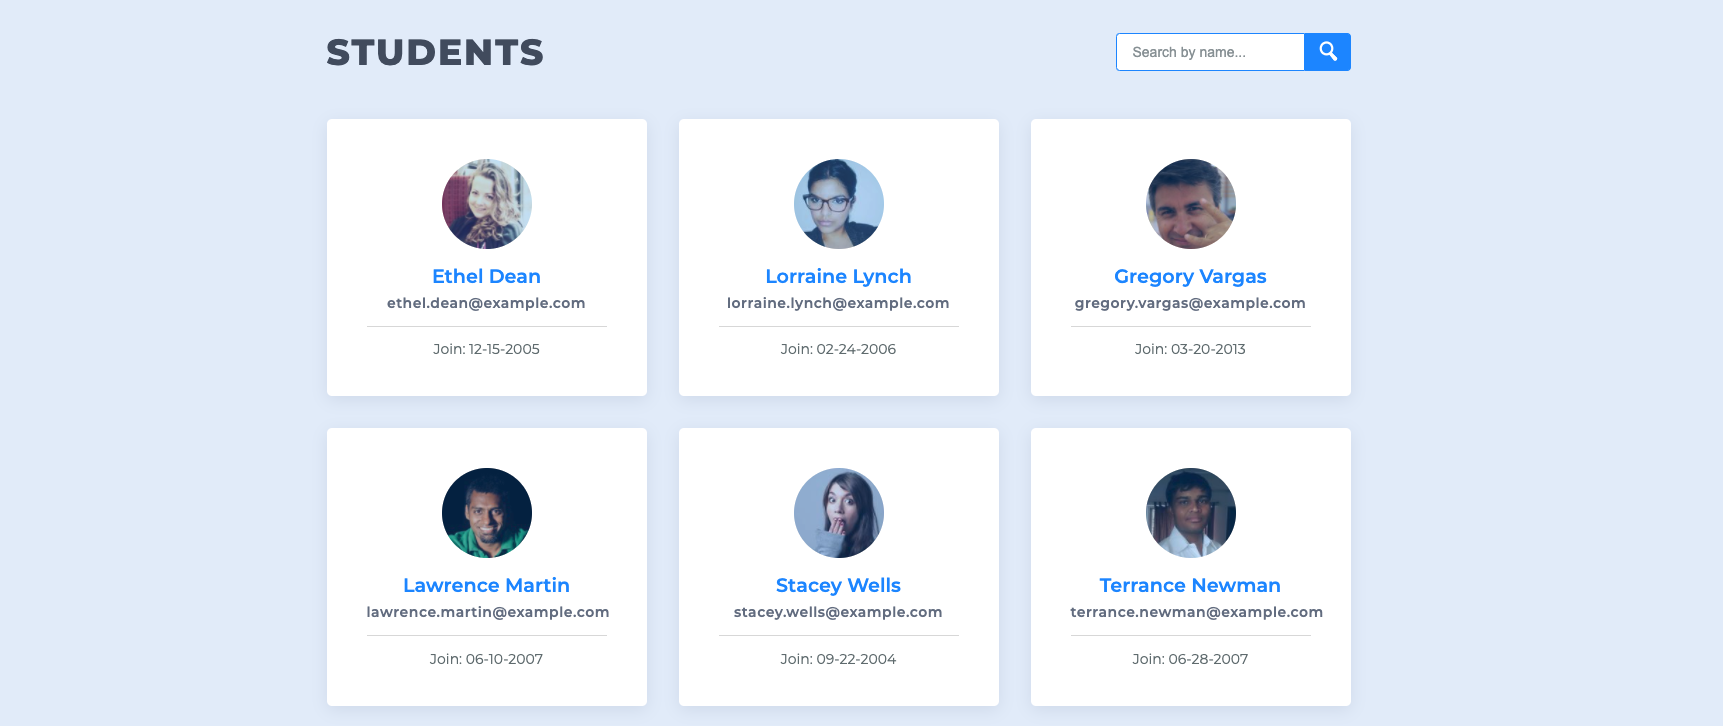 STUDENTS
Search by name...
Ethel Dean
ethel.dean@example.com
Join: 12-15-2005
Lorraine Lynch
lorraine.lynch@example.com
Join: 02-24-2006
Gregory Vargas
gregory.vargas@example.com
Join: 03-20-2013
Lawrence Martin
lawrence.martin@example.com
Join: 06-10-2007
Stacey Wells
stacey.wells@example.com
Join: 09-22-2004
Terrance Newman
terrance.newman@example.com
Join: 06-28-2007